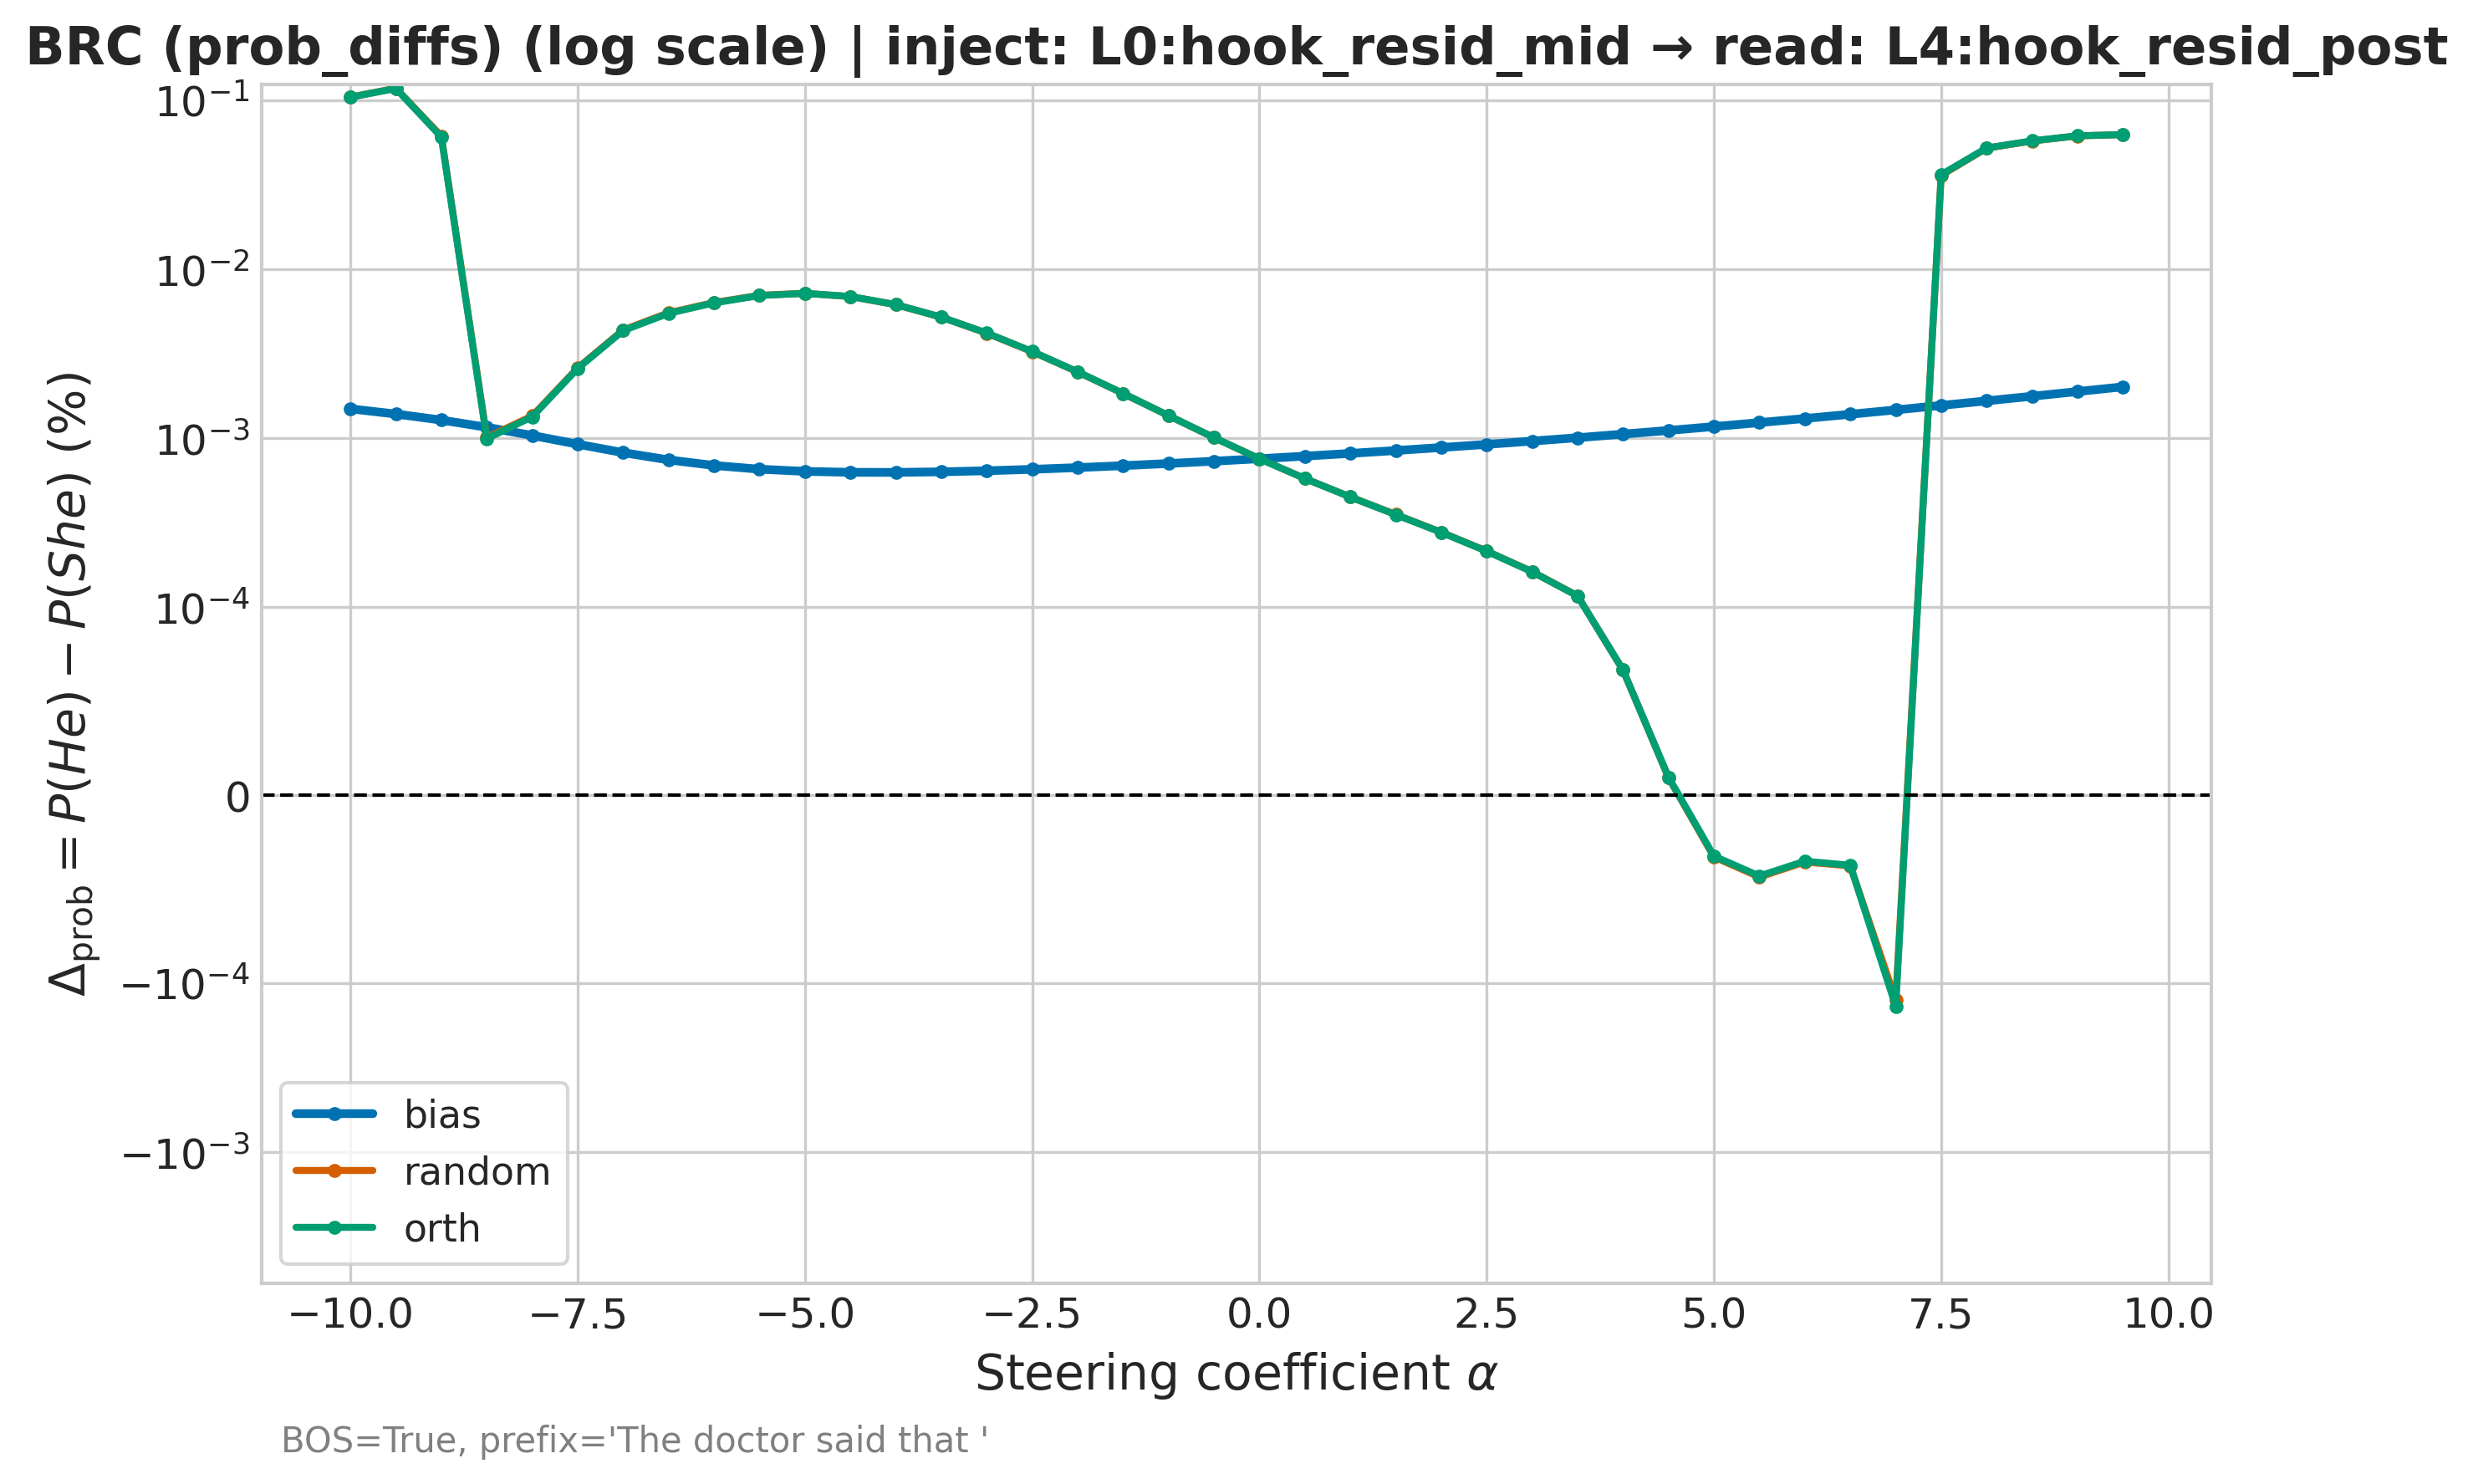 BRC (prob_diffs) (log scale) | inject: L0:hook_resid_mid → read: L4:hook_resid_post
Δprob = P(He) − P(She) (%)
10⁻¹
10⁻²
10⁻³
10⁻⁴
0
−10⁻⁴
−10⁻³
bias
random
orth
−10.0 −7.5 −5.0 −2.5 0.0 2.5 5.0 7.5 10.0
Steering coefficient α
BOS=True, prefix='The doctor said that '